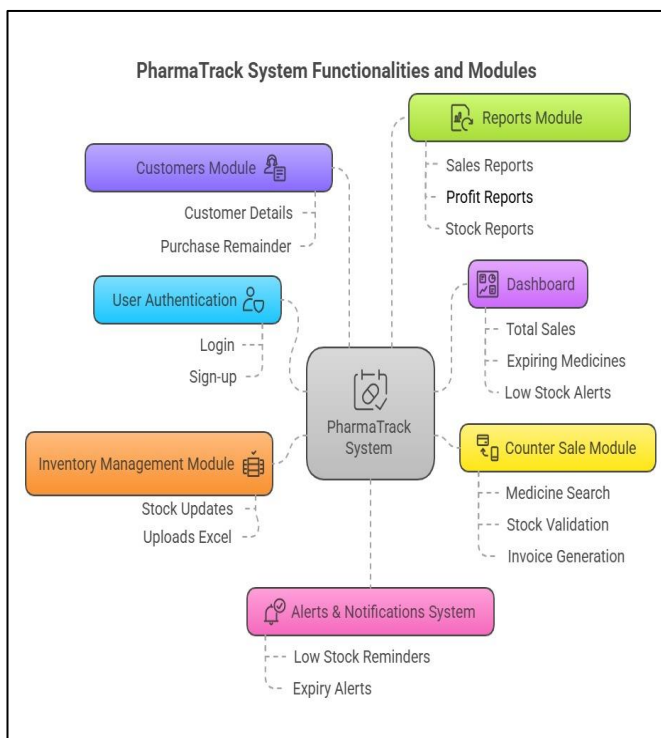 PharmaTrack System Functionalities and Modules
Reports Module
Sales Reports
Profit Reports
Stock Reports
Customers Module
Customer Details
Purchase Remainder
User Authentication
Login
Sign-up
Dashboard
Total Sales
Expiring Medicines
Low Stock Alerts
PharmaTrack
System
Inventory Management Module
Stock Updates
Uploads Excel
Counter Sale Module
Medicine Search
Stock Validation
Invoice Generation
Alerts & Notifications System
Low Stock Reminders
Expiry Alerts